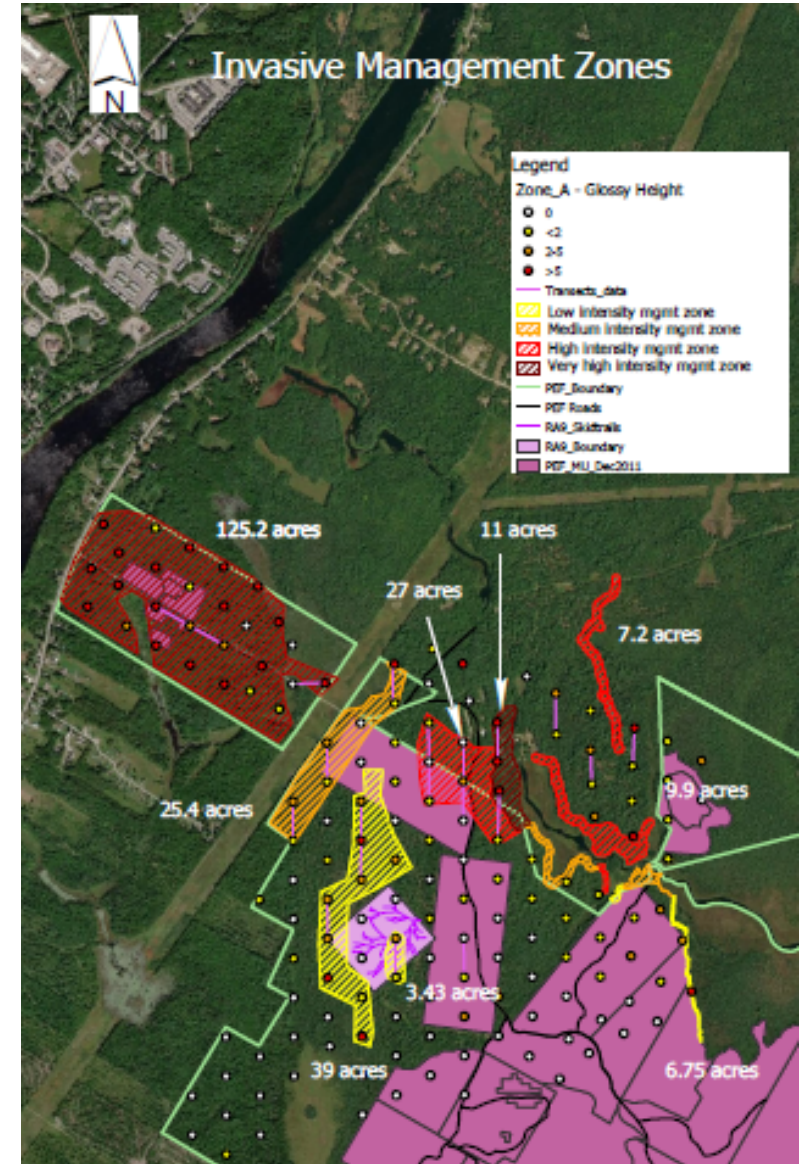 Invasive Management Zones
N
Legend
Zone_A - Glossy Height
0
<2
2-5
>5
Transects_data
Low intensity mgmt zone
Medium intensity mgmt zone
High intensity mgmt zone
Very high intensity mgmt zone
PEF_Boundary
PEF Roads
RA9_Skidtrails
RA9_Boundary
PEF_MU_Dec2011
125.2 acres
11 acres
27 acres
7.2 acres
25.4 acres
9.9 acres
3.43 acres
39 acres
6.75 acres